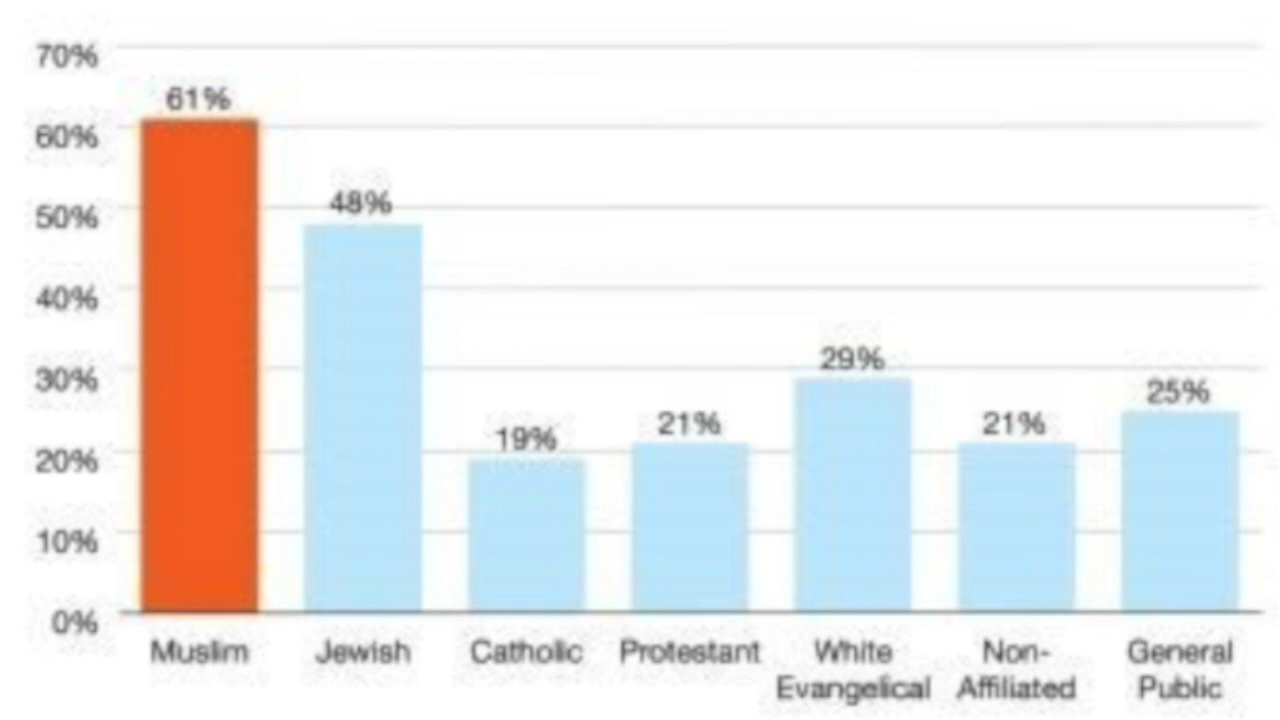 70%
61%
60%
48%
50%
40%
29%
30%
25%
21%
21%
19%
20%
10%
0%
Muslim
Jewish
Catholic
Protestant
White
Evangelical
Non-
Affiliated
General
Public